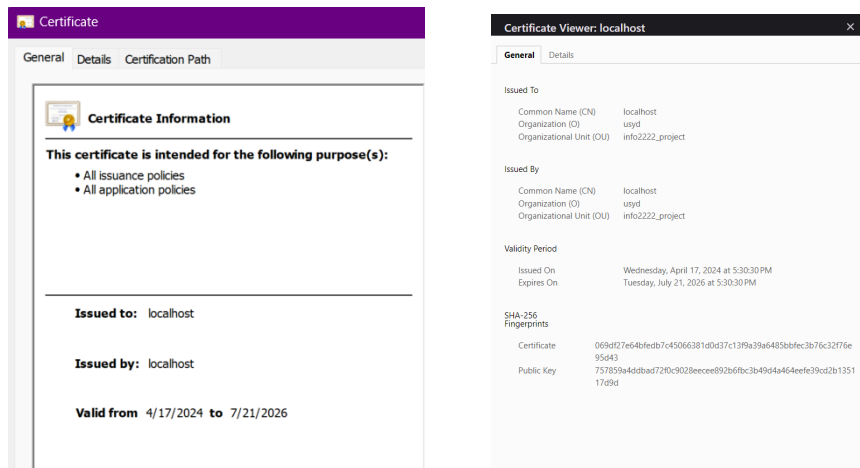 Certificate
General Details Certification Path
Certificate Information
This certificate is intended for the following purpose(s):
• All issuance policies
• All application policies
Issued to: localhost
Issued by: localhost
Valid from 4/17/2024 to 7/21/2026
Certificate Viewer: localhost
General Details
Issued To
Common Name (CN) localhost
Organization (O) usyd
Organizational Unit (OU) info2222_project
Issued By
Common Name (CN) localhost
Organization (O) usyd
Organizational Unit (OU) info2222_project
Validity Period
Issued On Wednesday, April 17, 2024 at 5:30:30 PM
Expires On Tuesday, July 21, 2026 at 5:30:30 PM
SHA-256
Fingerprints
Certificate 069df27e64bfedb7c45066381d0d37c13f9a39a6485bbfec3b76c32f76e
95d43
Public Key 757859a4ddbad72f0c9028eecee892b6fbc3b49d4a464eefe39cd2b1351
17d9d